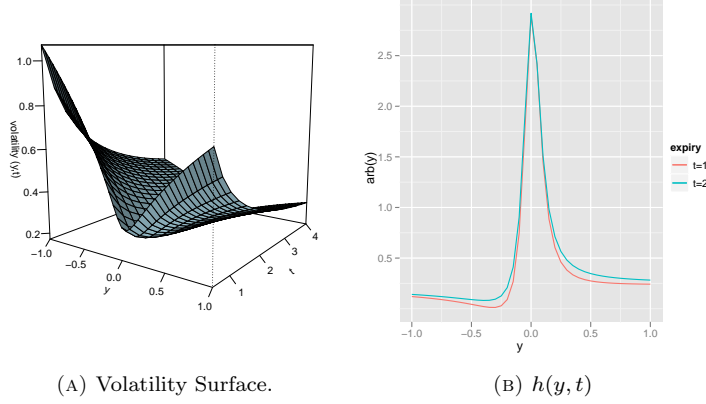 1.0
0.8
0.6
0.4
0.2
volatility (y,t)
−1.0
−0.5
0.0
0.5
1.0
y
1
2
3
4
t
2.5
2.0
1.5
1.0
0.5
arb(y)
−1.0 −0.5 0.0 0.5 1.0
y
expiry
t=1
t=2
(A) Volatility Surface.
(B) h(y, t)